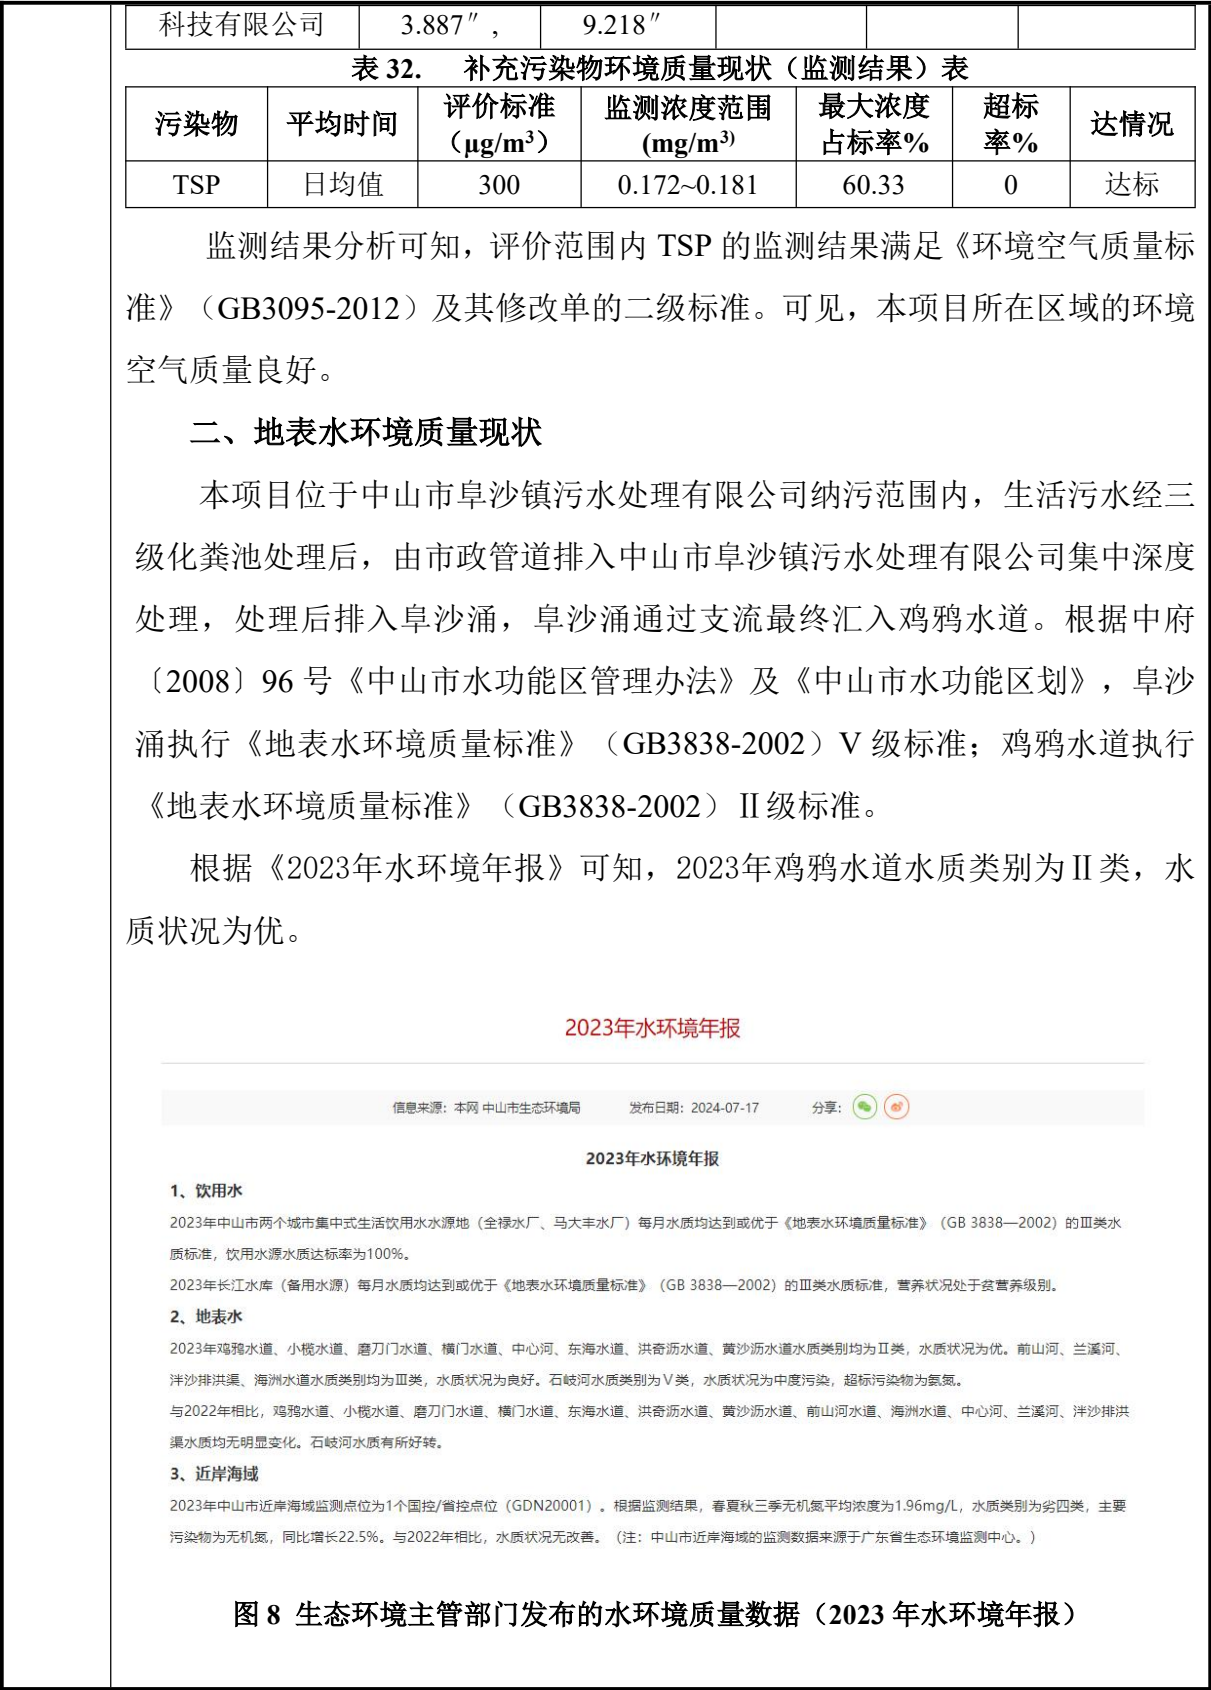 科技有限公司 3.887″, 9.218″
表 32. 补充污染物环境质量现状（监测结果）表
污染物 平均时间 评价标准（μg/m³） 监测浓度范围(mg/m³⁾ 最大浓度占标率% 超标率% 达情况
TSP 日均值 300 0.172~0.181 60.33 0 达标
监测结果分析可知，评价范围内 TSP 的监测结果满足《环境空气质量标
准》（GB3095-2012）及其修改单的二级标准。可见，本项目所在区域的环境
空气质量良好。
二、地表水环境质量现状
本项目位于中山市阜沙镇污水处理有限公司纳污范围内，生活污水经三
级化粪池处理后，由市政管道排入中山市阜沙镇污水处理有限公司集中深度
处理，处理后排入阜沙涌，阜沙涌通过支流最终汇入鸡鸦水道。根据中府
〔2008〕96 号《中山市水功能区管理办法》及《中山市水功能区划》，阜沙
涌执行《地表水环境质量标准》（GB3838-2002）V 级标准；鸡鸦水道执行
《地表水环境质量标准》（GB3838-2002）Ⅱ级标准。
根据《2023年水环境年报》可知，2023年鸡鸦水道水质类别为Ⅱ类，水
质状况为优。
2023年水环境年报
信息来源：本网 中山市生态环境局 发布日期：2024-07-17 分享：
2023年水环境年报
1、饮用水
2023年中山市两个城市集中式生活饮用水水源地（全禄水厂、马大丰水厂）每月水质均达到或优于《地表水环境质量标准》（GB 3838—2002）的Ⅲ类水
质标准，饮用水源水质达标率为100%。
2023年长江水库（备用水源）每月水质均达到或优于《地表水环境质量标准》（GB 3838—2002）的Ⅲ类水质标准，营养状况处于贫营养级别。
2、地表水
2023年鸡鸦水道、小榄水道、磨刀门水道、横门水道、中心河、东海水道、洪奇沥水道、黄沙沥水道水质类别均为Ⅱ类，水质状况为优。前山河、兰溪河、
泮沙排洪渠、海洲水道水质类别均为Ⅲ类，水质状况为良好。石岐河水质类别为Ⅴ类，水质状况为中度污染，超标污染物为氨氮。
与2022年相比，鸡鸦水道、小榄水道、磨刀门水道、横门水道、东海水道、洪奇沥水道、黄沙沥水道、前山河水道、海洲水道、中心河、兰溪河、泮沙排洪
渠水质均无明显变化。石岐河水质有所好转。
3、近岸海域
2023年中山市近岸海域监测点位为1个国控/省控点位（GDN20001）。根据监测结果，春夏秋三季无机氮平均浓度为1.96mg/L，水质类别为劣四类，主要
污染物为无机氮，同比增长22.5%。与2022年相比，水质状况无改善。（注：中山市近岸海域的监测数据来源于广东省生态环境监测中心。）
图 8 生态环境主管部门发布的水环境质量数据（2023 年水环境年报）